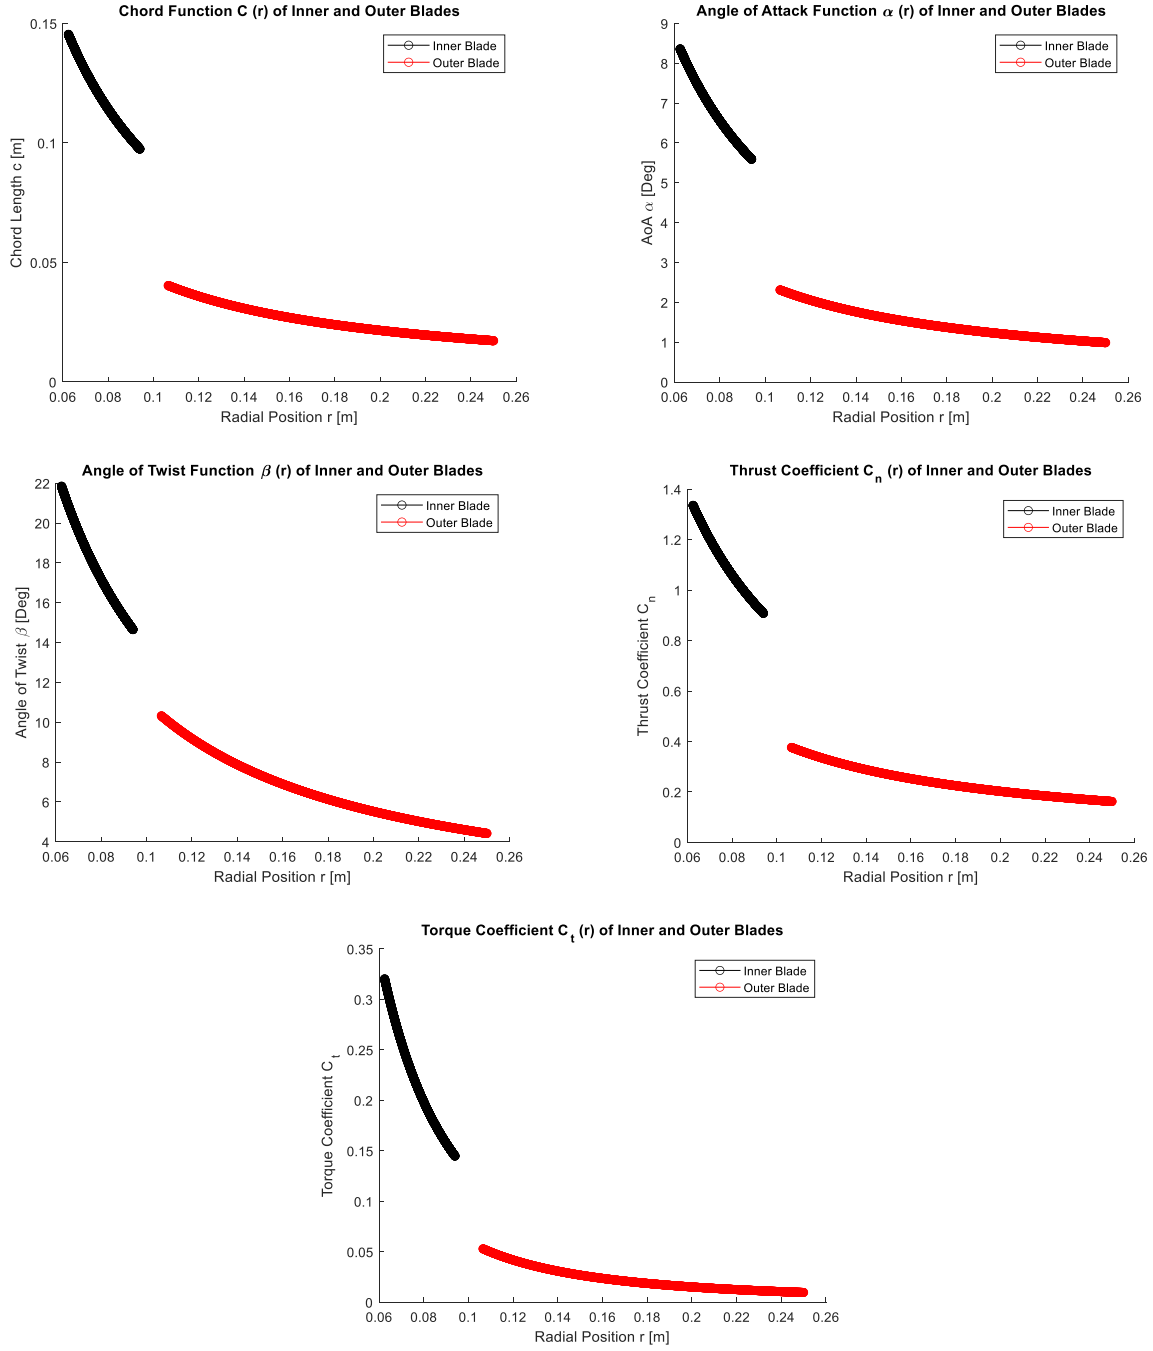 Chord Function C (r) of Inner and Outer Blades
0.15
0.1
0.05
0
Chord Length c [m]
Inner Blade
Outer Blade
0.06 0.08 0.1 0.12 0.14 0.16 0.18 0.2 0.22 0.24 0.26
Radial Position r [m]
Angle of Attack Function α (r) of Inner and Outer Blades
9
8
7
6
5
4
3
2
1
0
AoA α [Deg]
Inner Blade
Outer Blade
0.06 0.08 0.1 0.12 0.14 0.16 0.18 0.2 0.22 0.24 0.26
Radial Position r [m]
Angle of Twist Function β (r) of Inner and Outer Blades
22
20
18
16
14
12
10
8
6
4
Angle of Twist β [Deg]
Inner Blade
Outer Blade
0.06 0.08 0.1 0.12 0.14 0.16 0.18 0.2 0.22 0.24 0.26
Radial Position r [m]
Thrust Coefficient C_n (r) of Inner and Outer Blades
1.4
1.2
1
0.8
0.6
0.4
0.2
0
Thrust Coefficient C_n
Inner Blade
Outer Blade
0.06 0.08 0.1 0.12 0.14 0.16 0.18 0.2 0.22 0.24 0.26
Radial Position r [m]
Torque Coefficient C_t (r) of Inner and Outer Blades
0.35
0.3
0.25
0.2
0.15
0.1
0.05
0
Torque Coefficient C_t
Inner Blade
Outer Blade
0.06 0.08 0.1 0.12 0.14 0.16 0.18 0.2 0.22 0.24 0.26
Radial Position r [m]